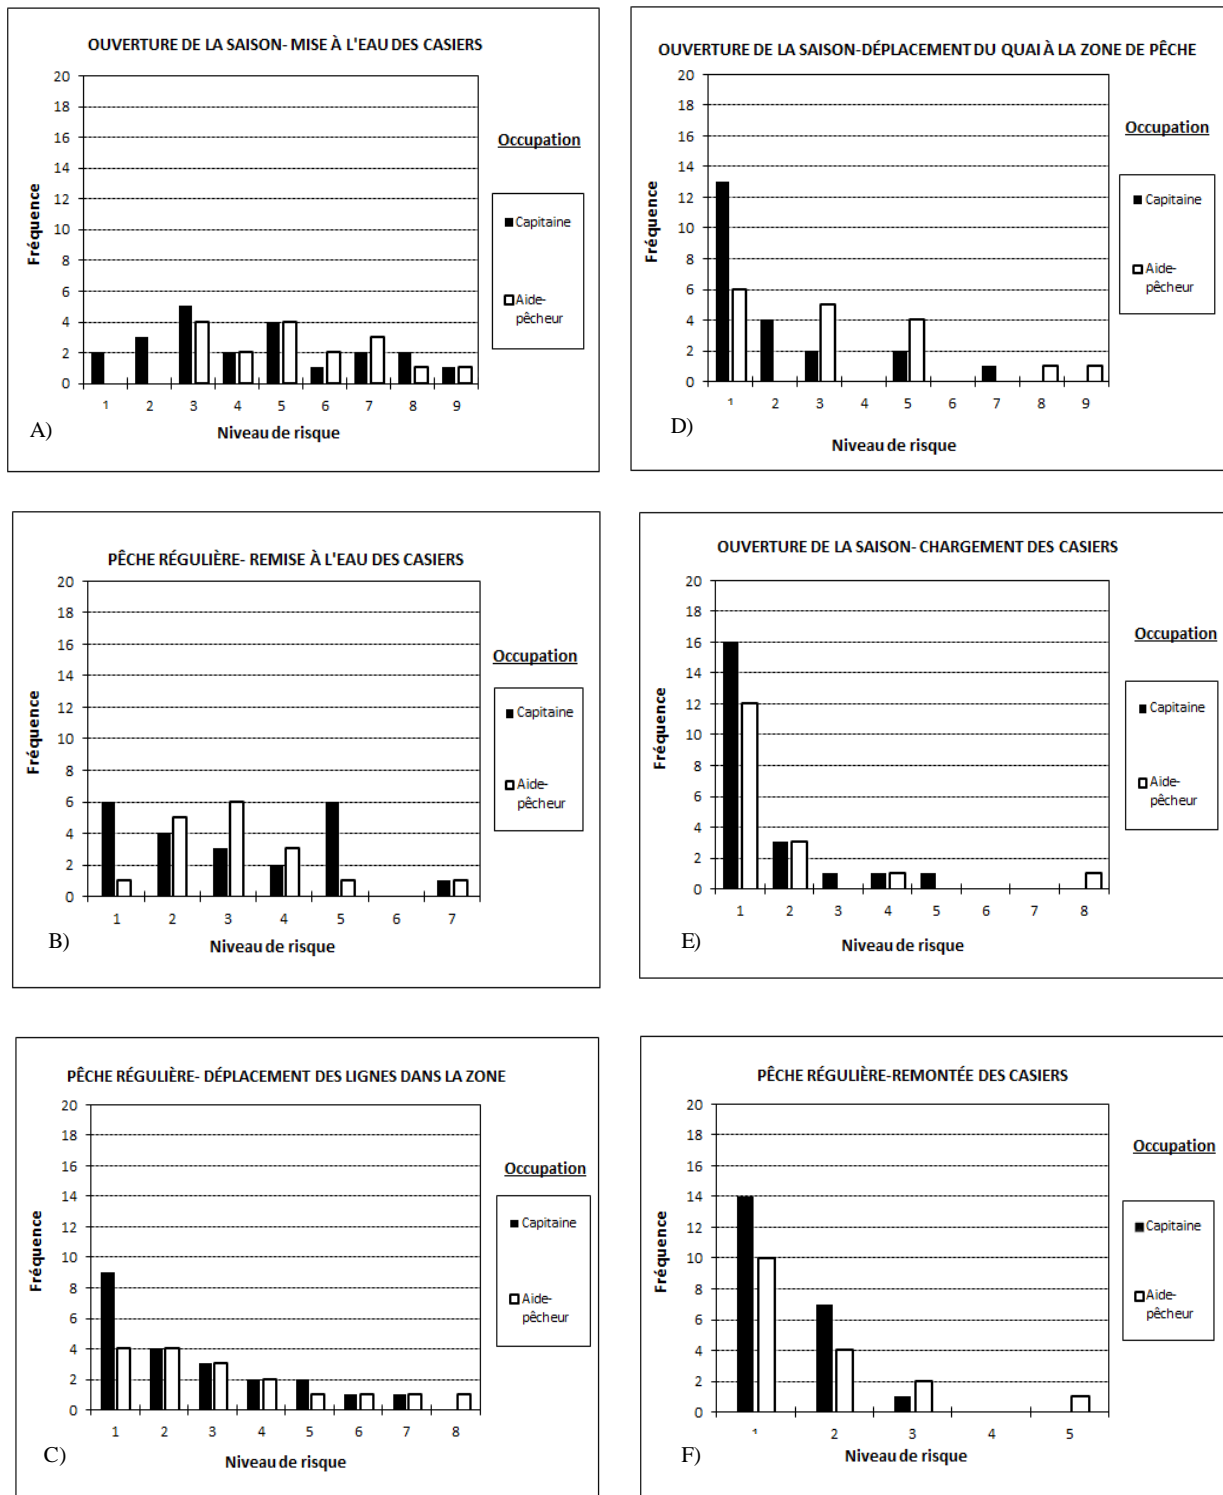 OUVERTURE DE LA SAISON- MISE À L'EAU DES CASIERS
20
18
16
14
12
10
8
6
4
2
0
Fréquence
1 2 3 4 5 6 7 8 9
Niveau de risque
Occupation
Capitaine
Aide-
pêcheur
A)
OUVERTURE DE LA SAISON-DÉPLACEMENT DU QUAI À LA ZONE DE PÊCHE
20
18
16
14
12
10
8
6
4
2
0
Fréquence
1 2 3 4 5 6 7 8 9
Niveau de risque
Occupation
Capitaine
Aide-
pêcheur
D)
PÊCHE RÉGULIÈRE- REMISE À L'EAU DES CASIERS
20
18
16
14
12
10
8
6
4
2
0
Fréquence
1 2 3 4 5 6 7
Niveau de risque
Occupation
Capitaine
Aide-
pêcheur
B)
OUVERTURE DE LA SAISON- CHARGEMENT DES CASIERS
20
18
16
14
12
10
8
6
4
2
0
Fréquence
1 2 3 4 5 6 7 8
Niveau de risque
Occupation
Capitaine
Aide-
pêcheur
E)
PÊCHE RÉGULIÈRE- DÉPLACEMENT DES LIGNES DANS LA ZONE
20
18
16
14
12
10
8
6
4
2
0
Fréquence
1 2 3 4 5 6 7 8
Niveau de risque
Occupation
Capitaine
Aide-
pêcheur
C)
PÊCHE RÉGULIÈRE-REMONTÉE DES CASIERS
20
18
16
14
12
10
8
6
4
2
0
Fréquence
1 2 3 4 5
Niveau de risque
Occupation
Capitaine
Aide-
pêcheur
F)